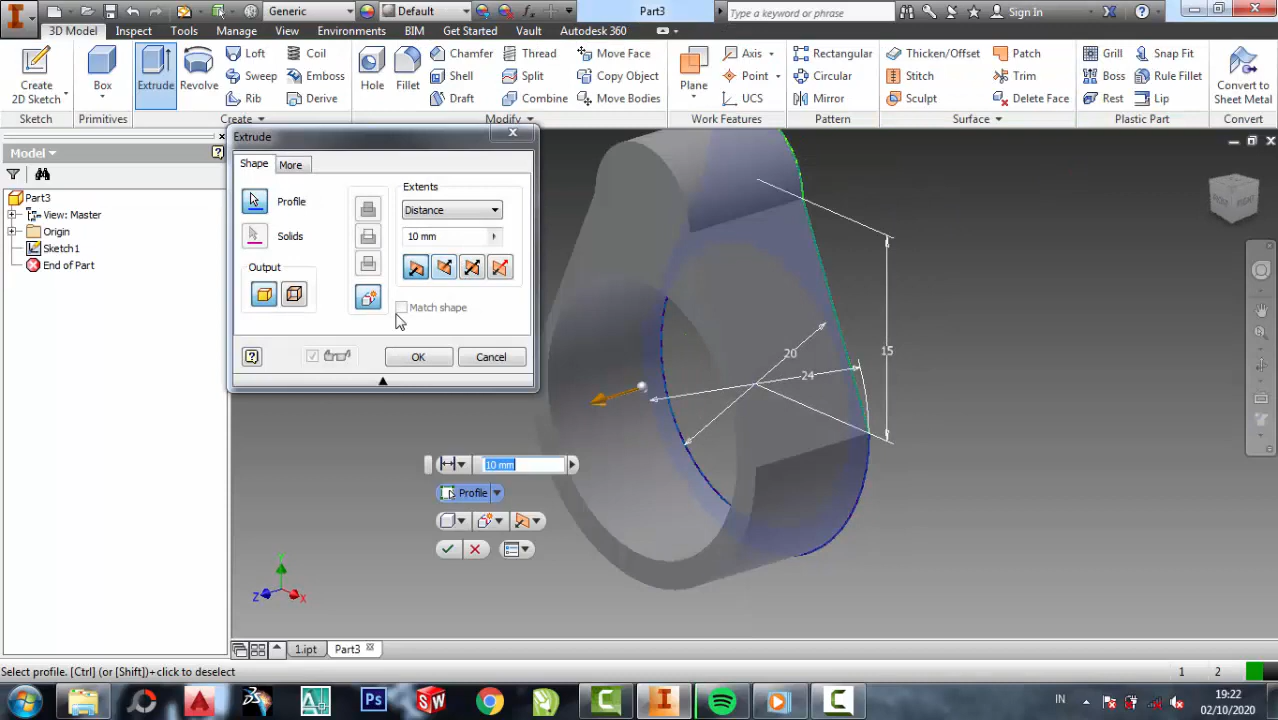 Generic
Default
Part3
Type a keyword or phrase
Sign In
3D Model
Inspect
Tools
Manage
View
Environments
BIM
Get Started
Vault
Autodesk 360
Create
2D Sketch
Box
Extrude
Revolve
Loft
Sweep
Rib
Coil
Emboss
Derive
Hole
Fillet
Chamfer
Shell
Draft
Thread
Split
Combine
Move Face
Copy Object
Move Bodies
Plane
Axis
Point
UCS
Rectangular
Circular
Mirror
Thicken/Offset
Stitch
Sculpt
Patch
Trim
Delete Face
Grill
Boss
Rest
Snap Fit
Rule Fillet
Lip
Convert to
Sheet Metal
Sketch
Primitives
Create
Modify
Work Features
Pattern
Surface
Plastic Part
Convert
Model
Part3
View: Master
Origin
Sketch1
End of Part
Extrude
Shape
More
Profile
Solids
Output
Extents
Distance
10 mm
Match shape
OK
Cancel
10 mm
Profile
20
24
15
1.ipt
Part3
Select profile. [Ctrl] (or [Shift])+click to deselect
1
2
IN
19:22
02/10/2020